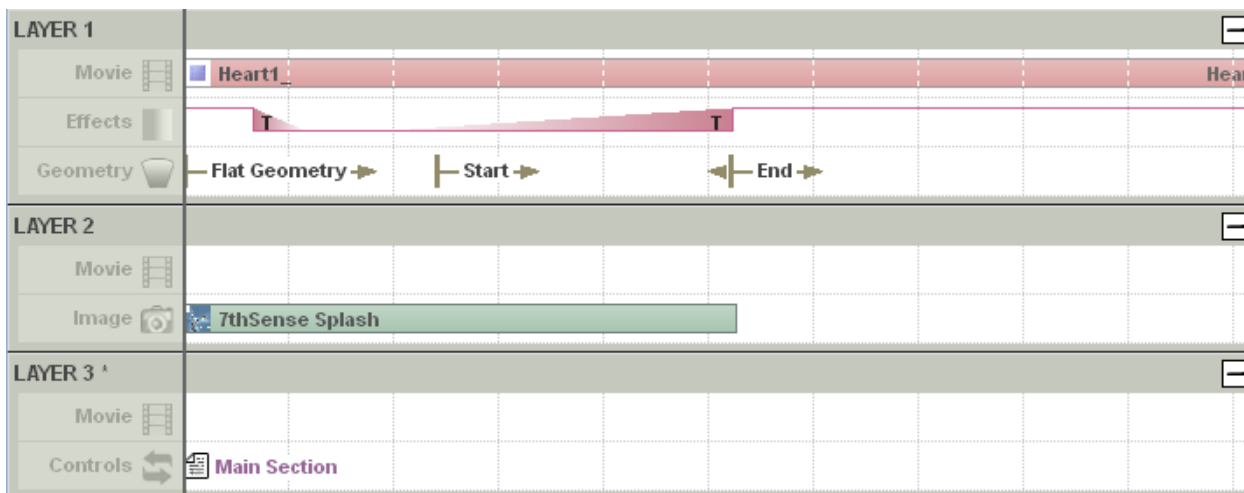 LAYER 1
Movie Heart1_ Hear
Effects T T
Geometry Flat Geometry Start End
LAYER 2
Movie
Image 7thSense Splash
LAYER 3 *
Movie
Controls Main Section